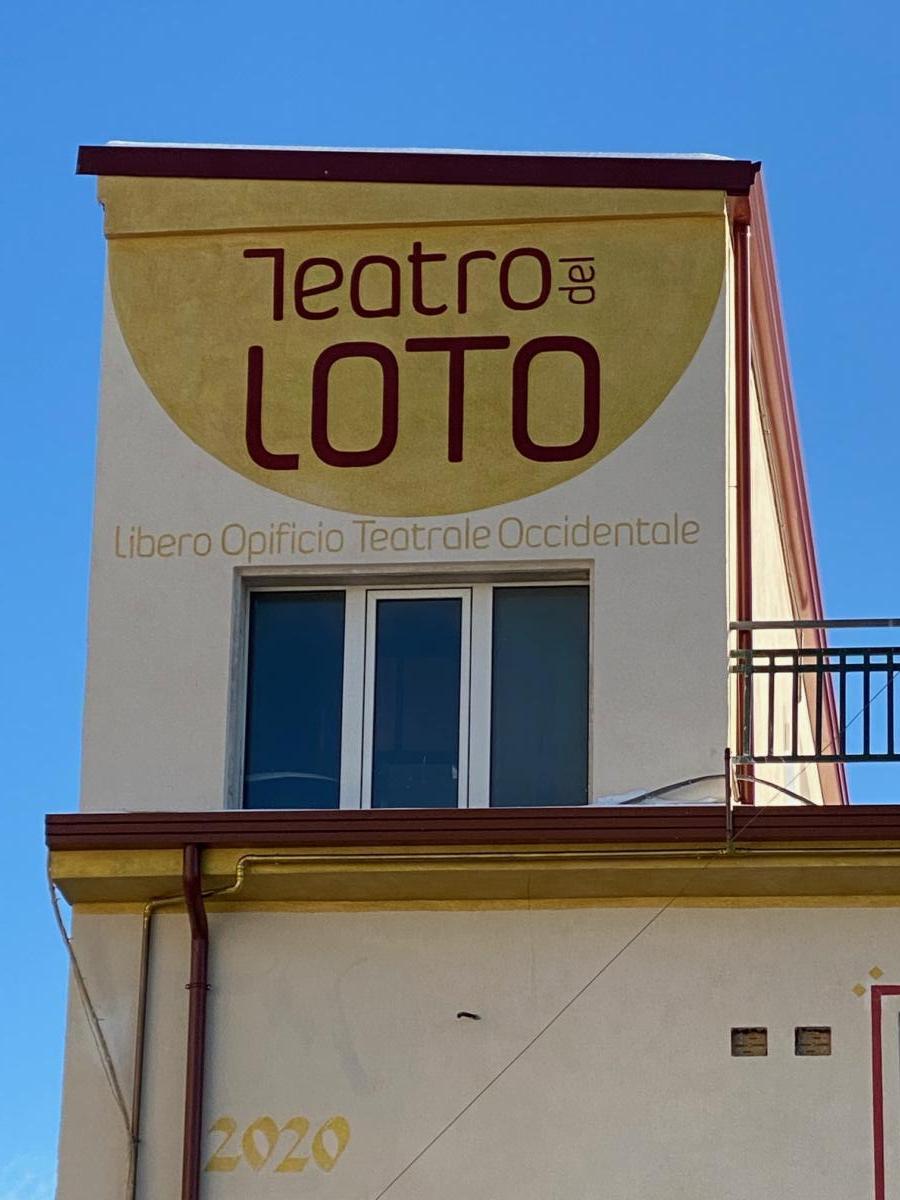 Teatro del
LOTO
Libero Opificio Teatrale Occidentale
2020